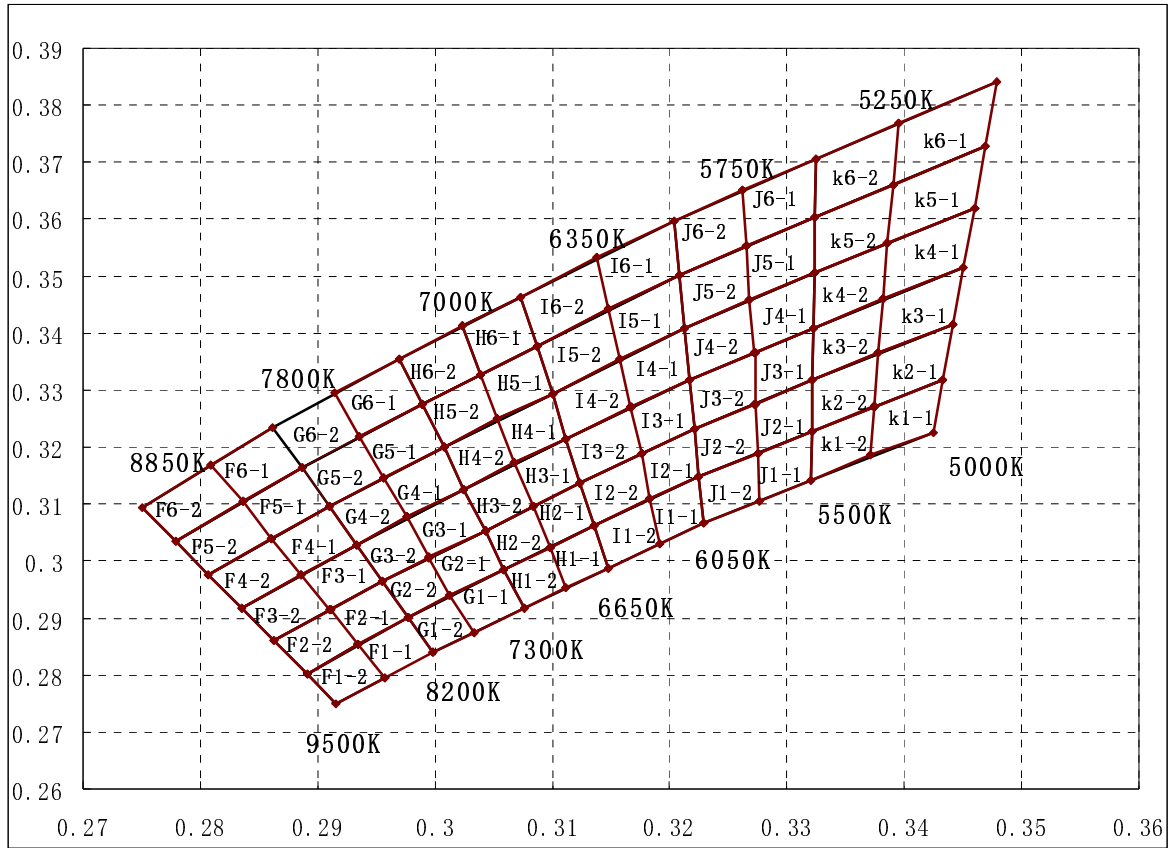 0.39
0.38
0.37
0.36
0.35
0.34
0.33
0.32
0.31
0.3
0.29
0.28
0.27
0.26
0.27 0.28 0.29 0.3 0.31 0.32 0.33 0.34 0.35 0.36
5250K
5750K
6350K
7000K
7800K
8850K
5000K
5500K
6050K
6650K
7300K
8200K
9500K
k6-1
k6-2
k5-1
k5-2
k4-1
k4-2
k3-1
k3-2
k2-1
k2-2
k1-1
k1-2
J6-1
J6-2
J5-1
J5-2
J4-1
J4-2
J3-1
J3-2
J2-1
J2-2
J1-1
J1-2
I6-1
I6-2
I5-1
I5-2
I4-1
I4-2
I3-1
I3-2
I2-1
I2-2
I1-1
I1-2
H6-1
H6-2
H5-1
H5-2
H4-1
H4-2
H3-1
H3-2
H2-1
H2-2
H1-1
H1-2
G6-1
G6-2
G5-1
G5-2
G4-1
G4-2
G3-1
G3-2
G2-1
G2-2
G1-1
G1-2
F6-1
F6-2
F5-1
F5-2
F4-1
F4-2
F3-1
F3-2
F2-1
F2-2
F1-1
F1-2